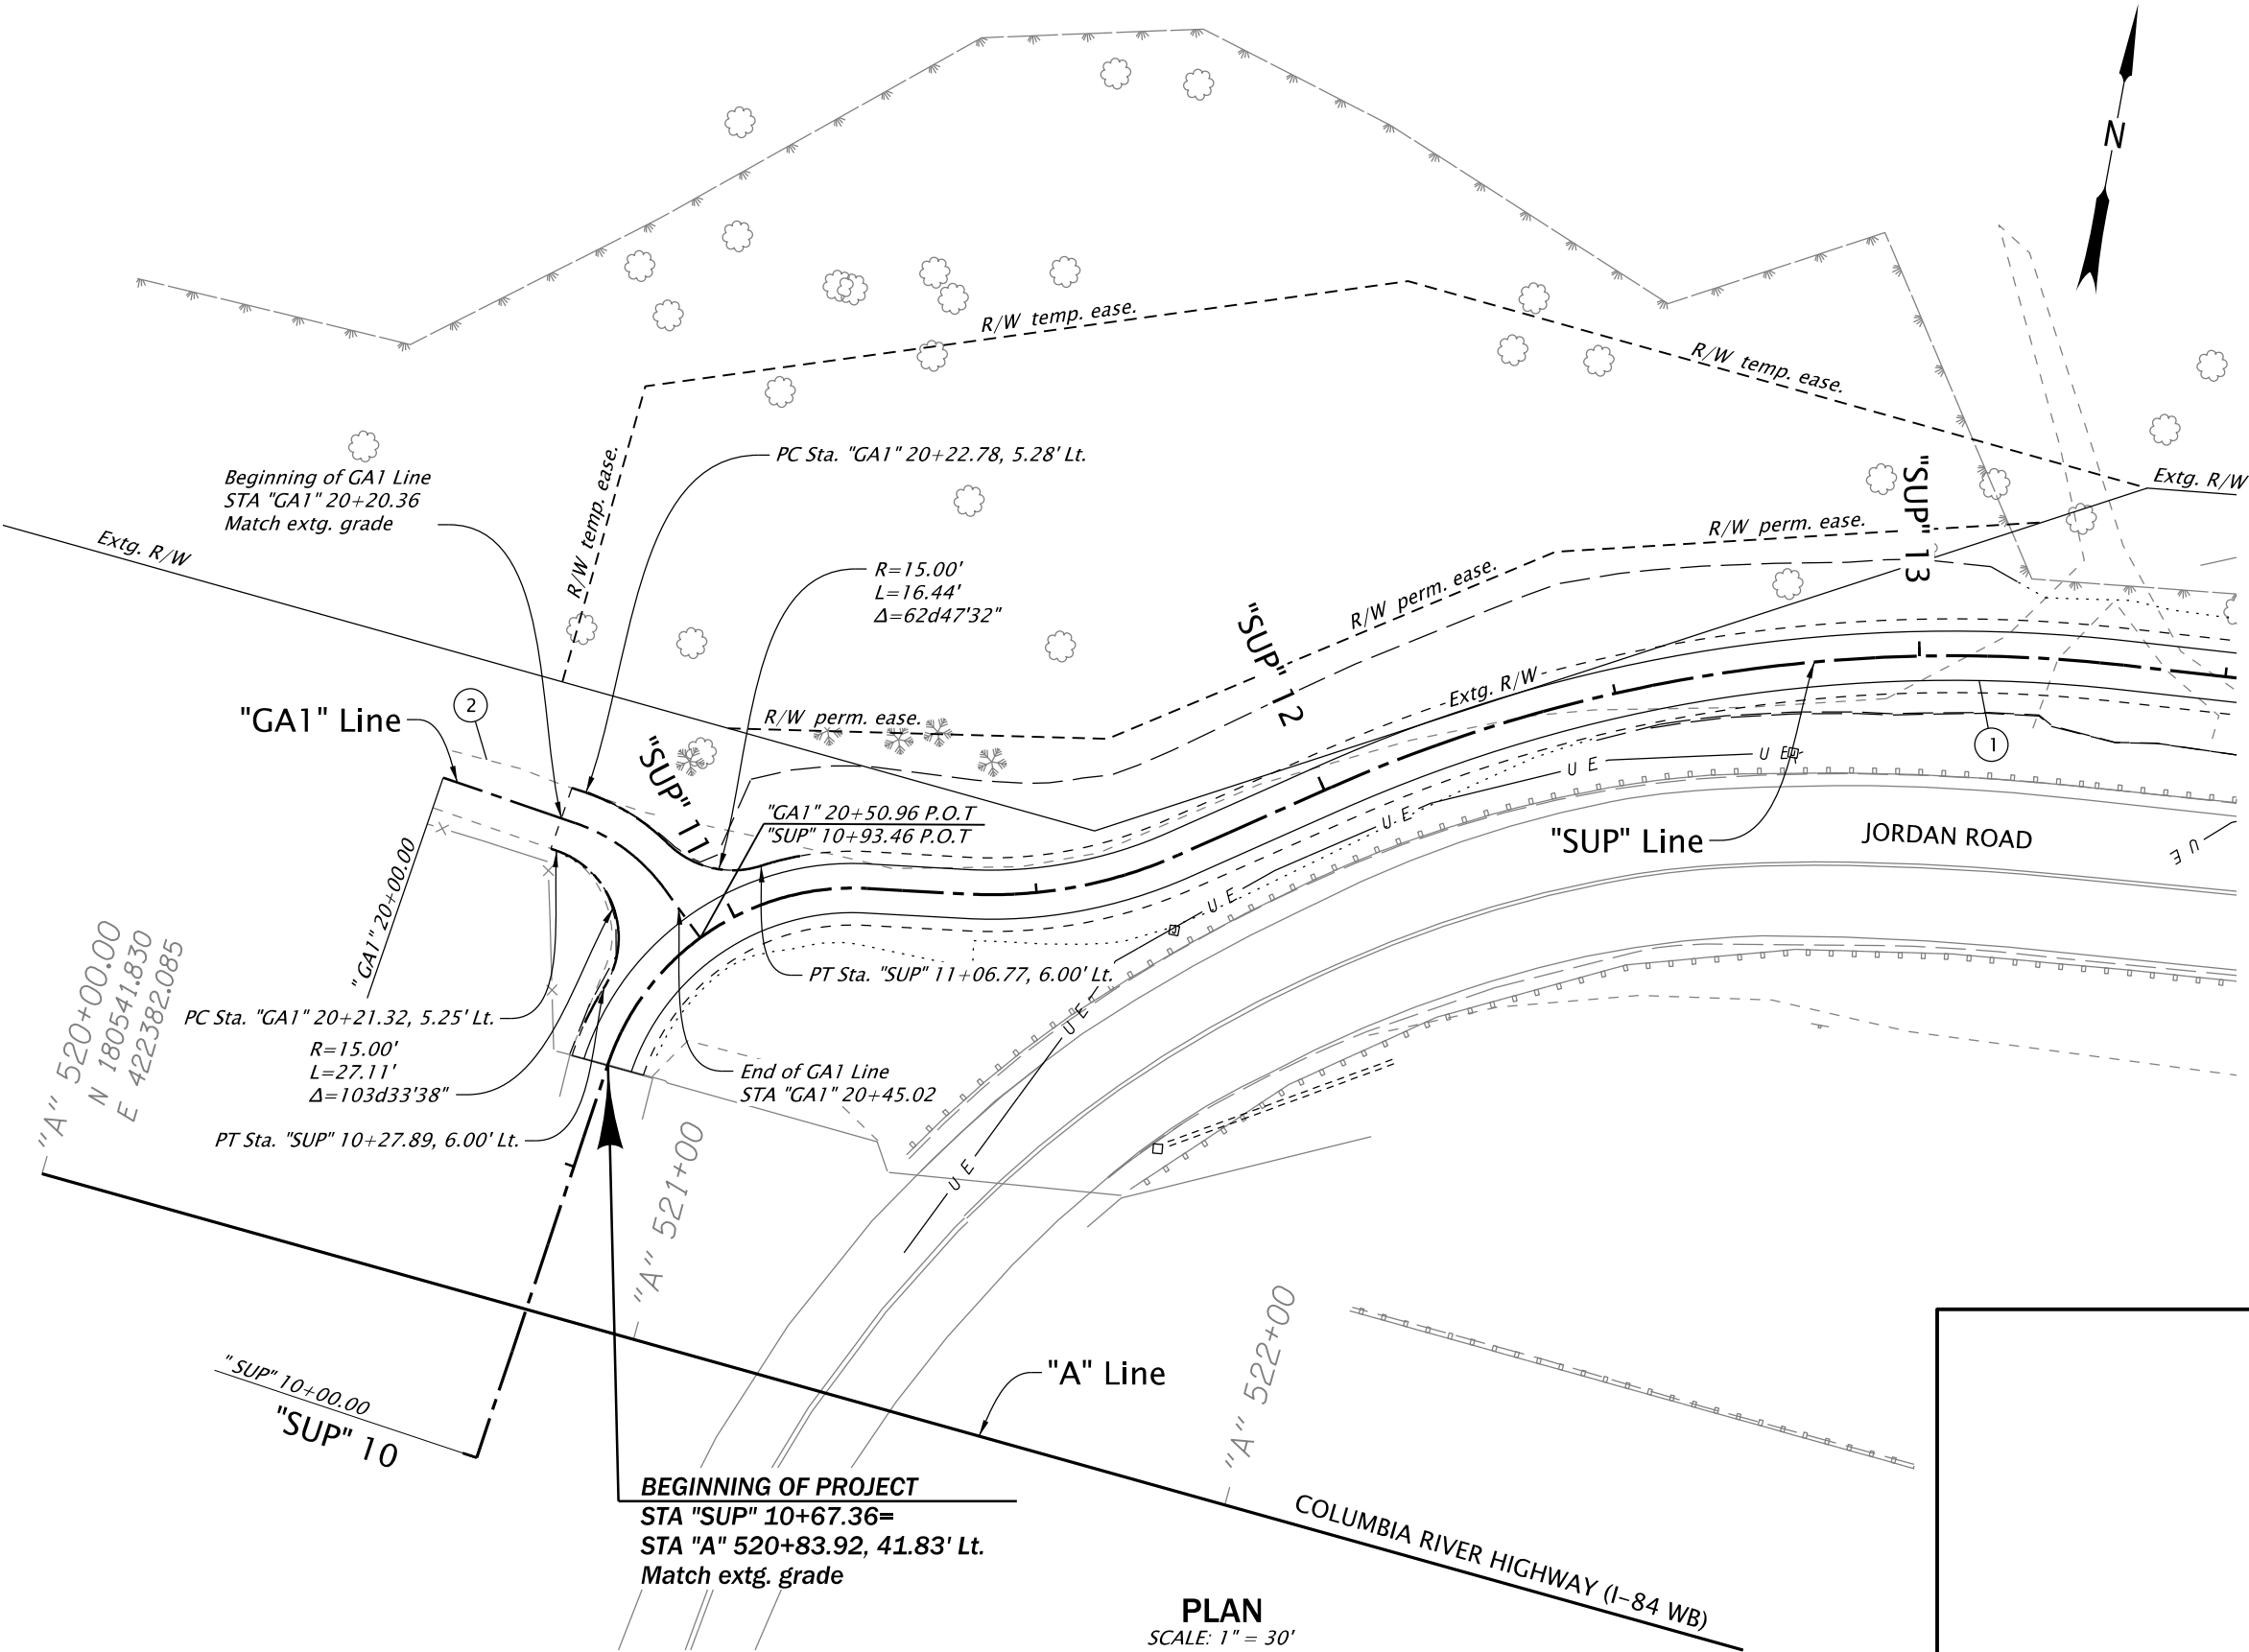 N
R/W temp. ease.
R/W temp. ease.
PC Sta. "GA1" 20+22.78, 5.28' Lt.
Beginning of GA1 Line
STA "GA1" 20+20.36
Match extg. grade
R/W temp. ease.
"SUP" 13
Extg. R/W
Extg. R/W
R/W perm. ease.
R=15.00'
L=16.44'
Δ=62d47'32"
R/W perm. ease.
"SUP" 12
2
"GA1" Line
R/W perm. ease.
Extg. R/W
"SUP" 11
1
U E
U E
"GA1" 20+50.96 P.O.T
"SUP" 10+93.46 P.O.T
U E
"SUP" Line
JORDAN ROAD
U E
"GA1" 20+00.00
U E
"A" 520+00.00
N 180541.830
E 422382.085
PT Sta. "SUP" 11+06.77, 6.00' Lt.
PC Sta. "GA1" 20+21.32, 5.25' Lt.
U E
R=15.00'
L=27.11'
Δ=103d33'38"
End of GA1 Line
STA "GA1" 20+45.02
PT Sta. "SUP" 10+27.89, 6.00' Lt.
U E
"A" 521+00
"A" 522+00
"A" Line
"SUP" 10+00.00
"SUP" 10
BEGINNING OF PROJECT
STA "SUP" 10+67.36=
STA "A" 520+83.92, 41.83' Lt.
Match extg. grade
COLUMBIA RIVER HIGHWAY (I-84 WB)
PLAN
SCALE: 1" = 30'